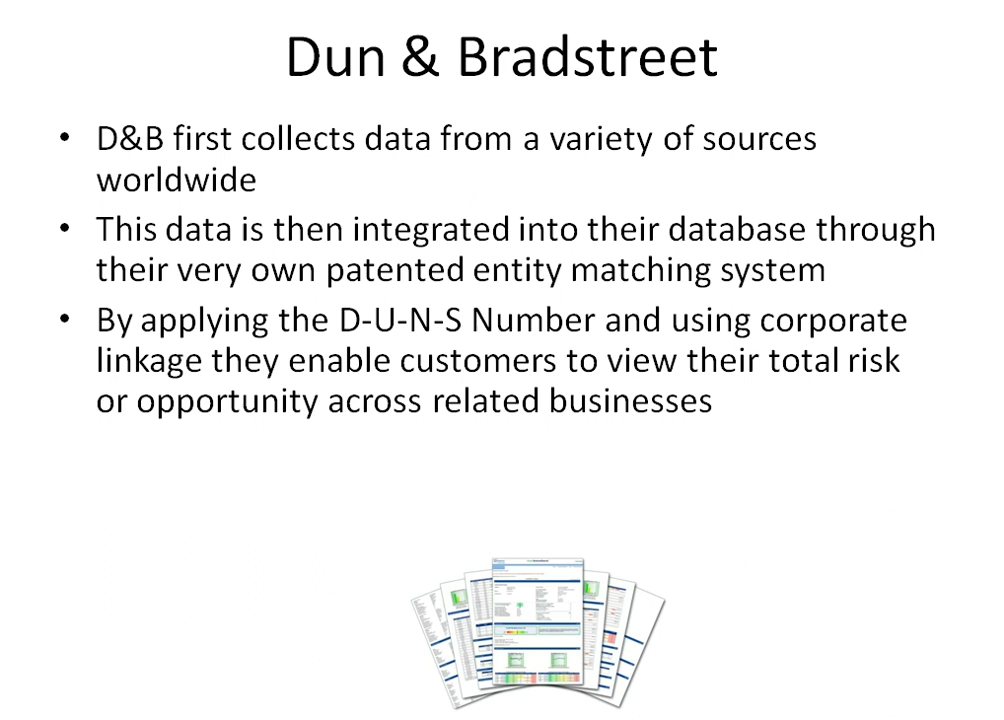 Dun & Bradstreet
• D&B first collects data from a variety of sources
worldwide
• This data is then integrated into their database through
their very own patented entity matching system
• By applying the D-U-N-S Number and using corporate
linkage they enable customers to view their total risk
or opportunity across related businesses